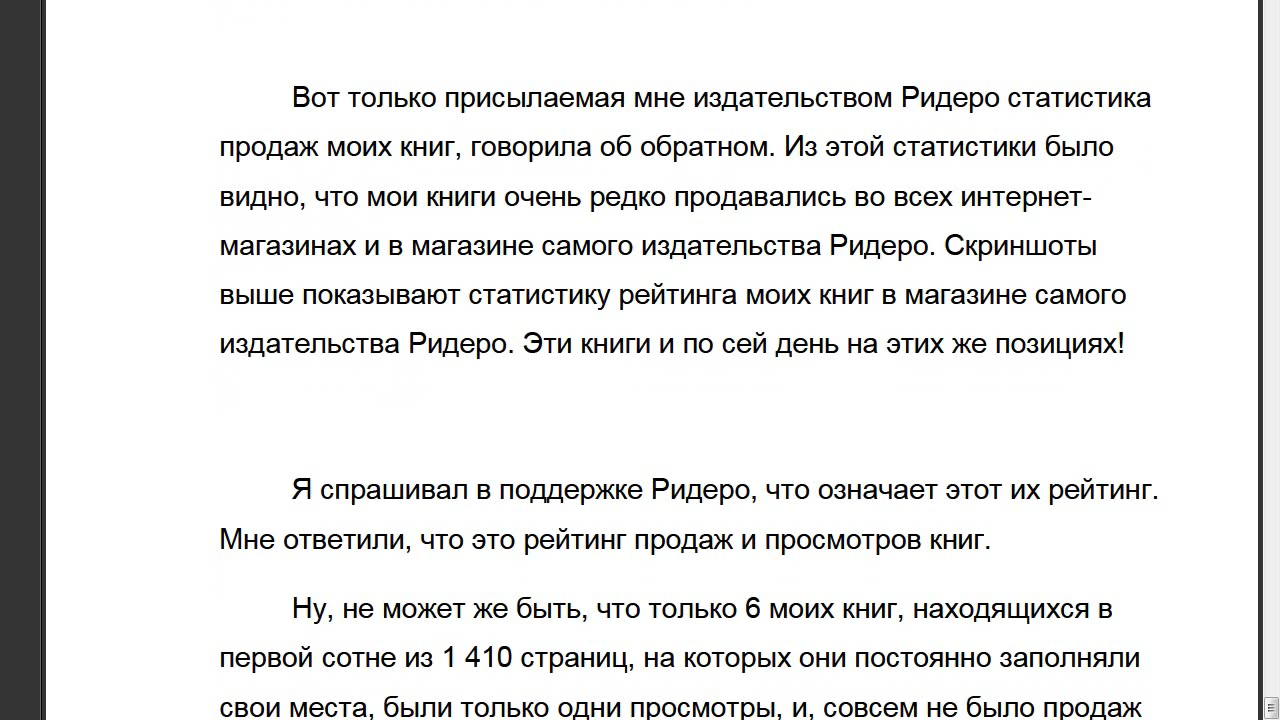 Вот только присылаемая мне издательством Ридеро статистика
продаж моих книг, говорила об обратном. Из этой статистики было
видно, что мои книги очень редко продавались во всех интернет-
магазинах и в магазине самого издательства Ридеро. Скриншоты
выше показывают статистику рейтинга моих книг в магазине самого
издательства Ридеро. Эти книги и по сей день на этих же позициях!
Я спрашивал в поддержке Ридеро, что означает этот их рейтинг.
Мне ответили, что это рейтинг продаж и просмотров книг.
Ну, не может же быть, что только 6 моих книг, находящихся в
первой сотне из 1 410 страниц, на которых они постоянно заполняли
свои места, были только одни просмотры, и, совсем не было продаж